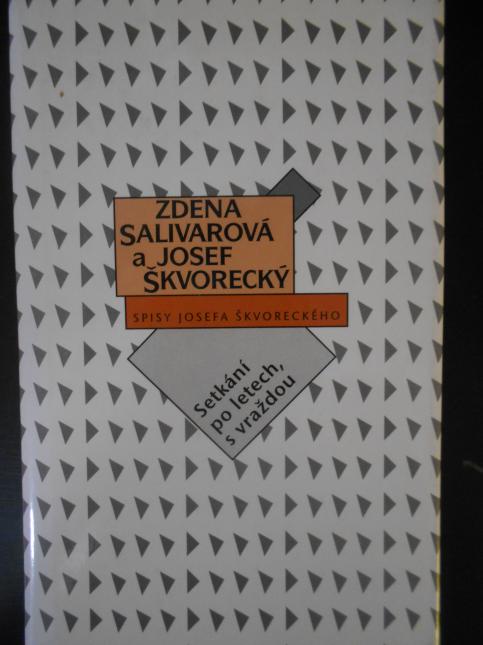 ZDENA
SALIVAROVÁ
a JOSEF
ŠKVORECKÝ
SPISY JOSEFA ŠKVORECKÉHO
Setkání
po letech,
s vraždou